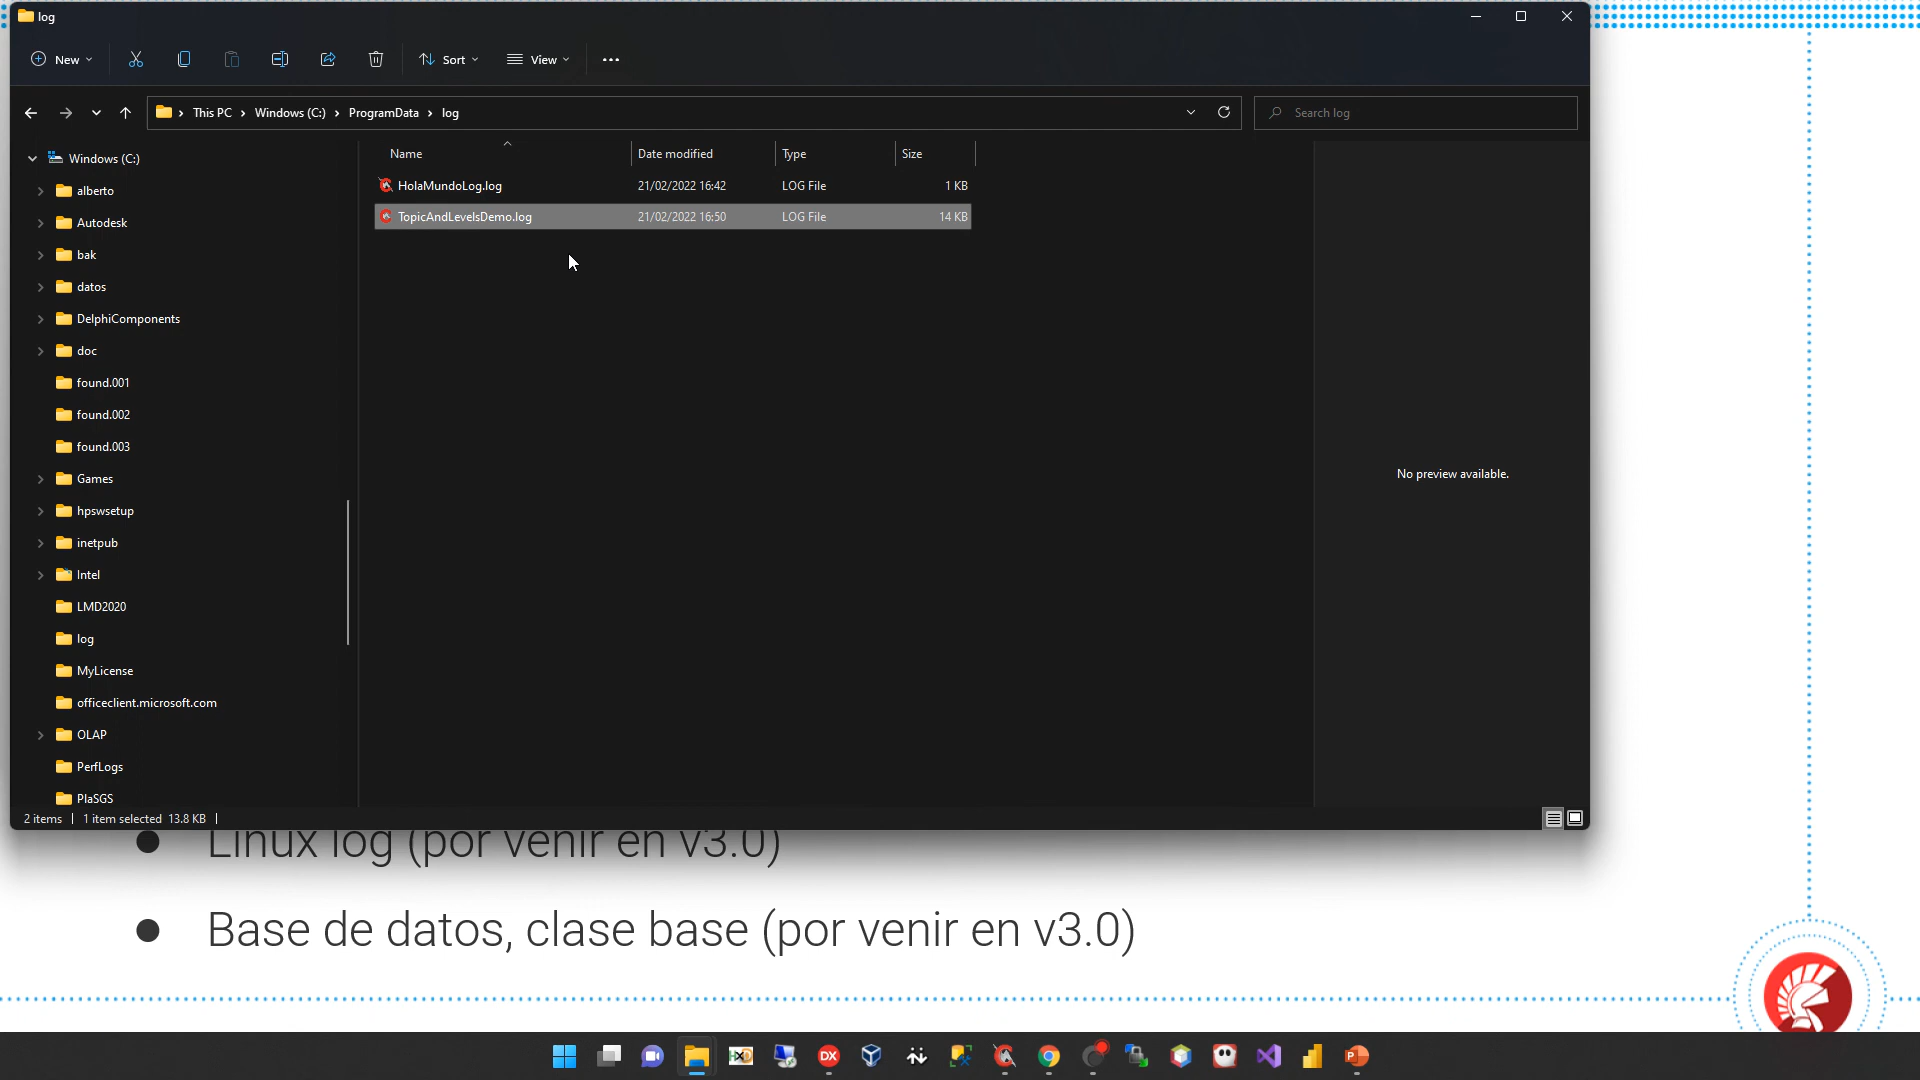 log
New
Sort
View
This PC
Windows (C:)
ProgramData
log
Search log
Name
Date modified
Type
Size
HolaMundoLog.log 21/02/2022 16:42 LOG File 1 KB
TopicAndLevelsDemo.log 21/02/2022 16:50 LOG File 14 KB
Windows (C:)
alberto
Autodesk
bak
datos
DelphiComponents
doc
found.001
found.002
found.003
Games
hpswsetup
inetpub
Intel
LMD2020
log
MyLicense
officeclient.microsoft.com
OLAP
PerfLogs
PlaSGS
No preview available.
2 items
1 item selected 13.8 KB
Linux log (por venir en v3.0)
Base de datos, clase base (por venir en v3.0)
HXD
DX
P